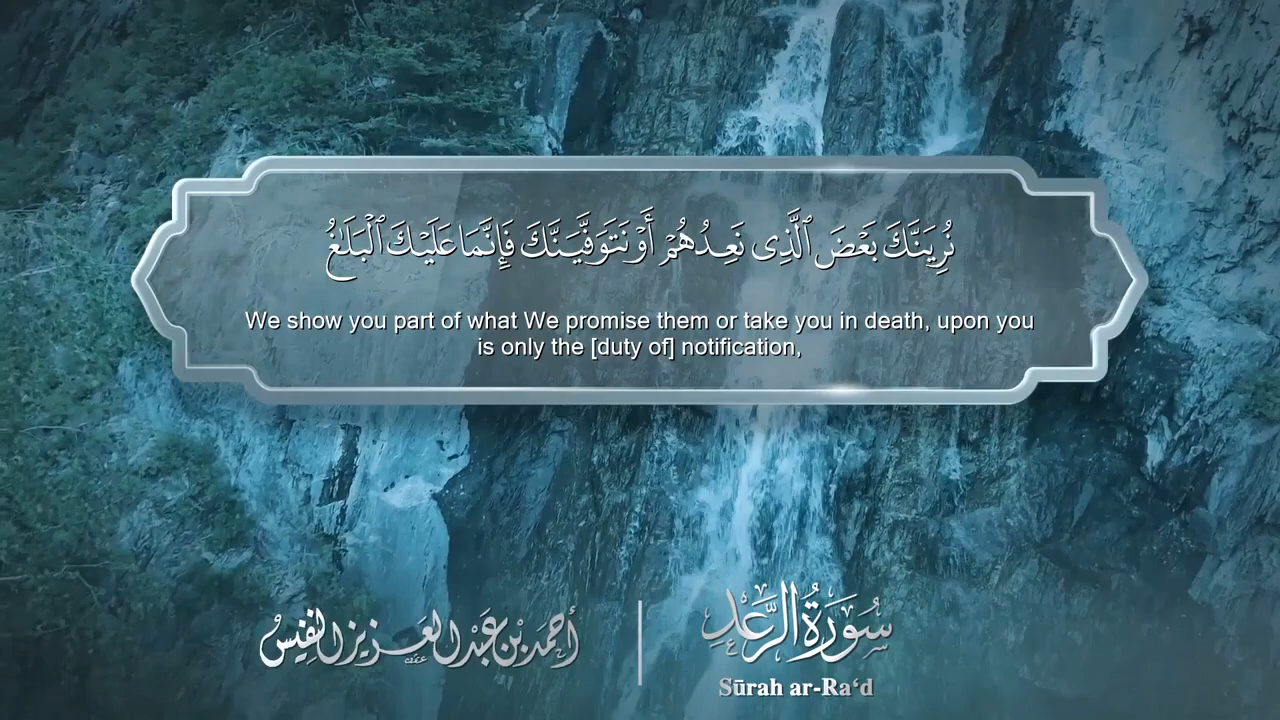 نُرِيَنَّكَ بَعْضَ ٱلَّذِى نَعِدُهُمْ أَوْ نَتَوَفَّيَنَّكَ فَإِنَّمَا عَلَيْكَ ٱلْبَلَٰغُ
We show you part of what We promise them or take you in death, upon you
is only the [duty of] notification,
سُورَةُ الرَّعْدِ
Sūrah ar-Ra‘d
أحمد بن عبد العزيز النفيس